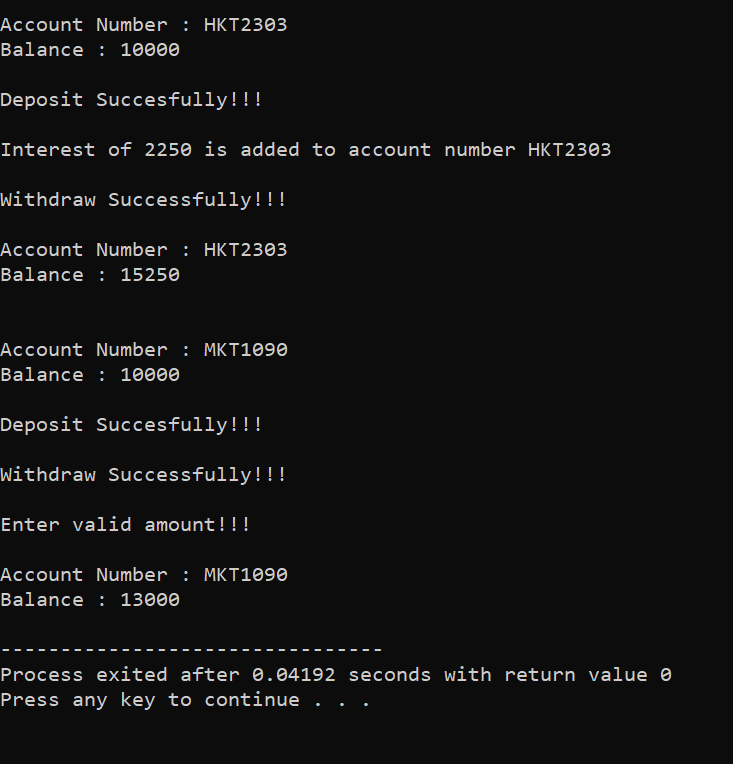 Account Number : HKT2303
Balance : 10000
Deposit Succesfully!!!
Interest of 2250 is added to account number HKT2303
Withdraw Successfully!!!
Account Number : HKT2303
Balance : 15250
Account Number : MKT1090
Balance : 10000
Deposit Succesfully!!!
Withdraw Successfully!!!
Enter valid amount!!!
Account Number : MKT1090
Balance : 13000
--------------------------------
Process exited after 0.04192 seconds with return value 0
Press any key to continue . . .